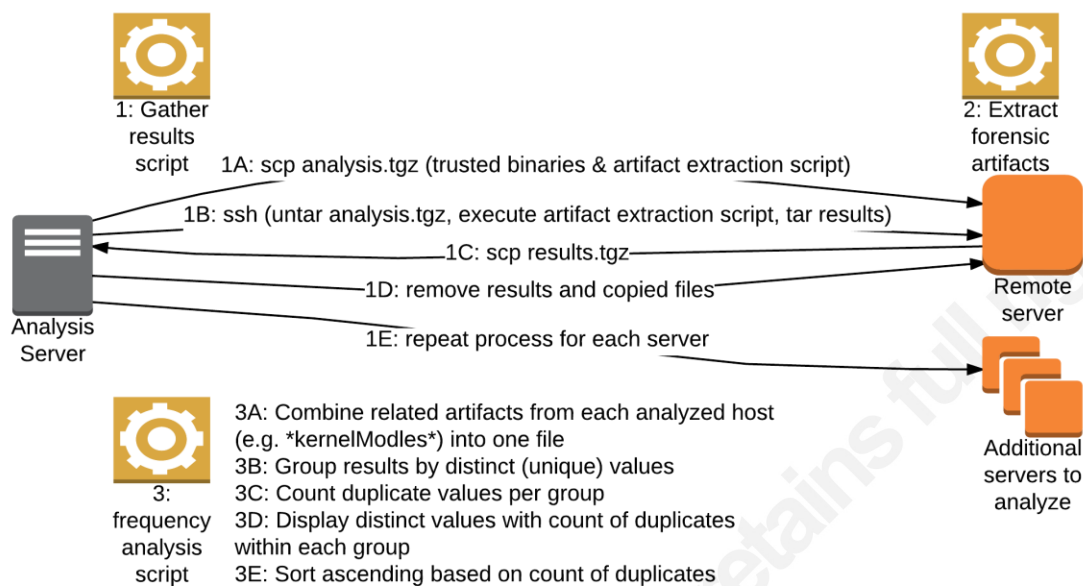 1: Gather
results
script
2: Extract
forensic
artifacts
1A: scp analysis.tgz (trusted binaries & artifact extraction script)
1B: ssh (untar analysis.tgz, execute artifact extraction script, tar results)
1C: scp results.tgz
1D: remove results and copied files
1E: repeat process for each server
Analysis
Server
Remote
server
Additional
servers to
analyze
3:
frequency
analysis
script
3A: Combine related artifacts from each analyzed host
(e.g. *kernelModles*) into one file
3B: Group results by distinct (unique) values
3C: Count duplicate values per group
3D: Display distinct values with count of duplicates
within each group
3E: Sort ascending based on count of duplicates
etains full